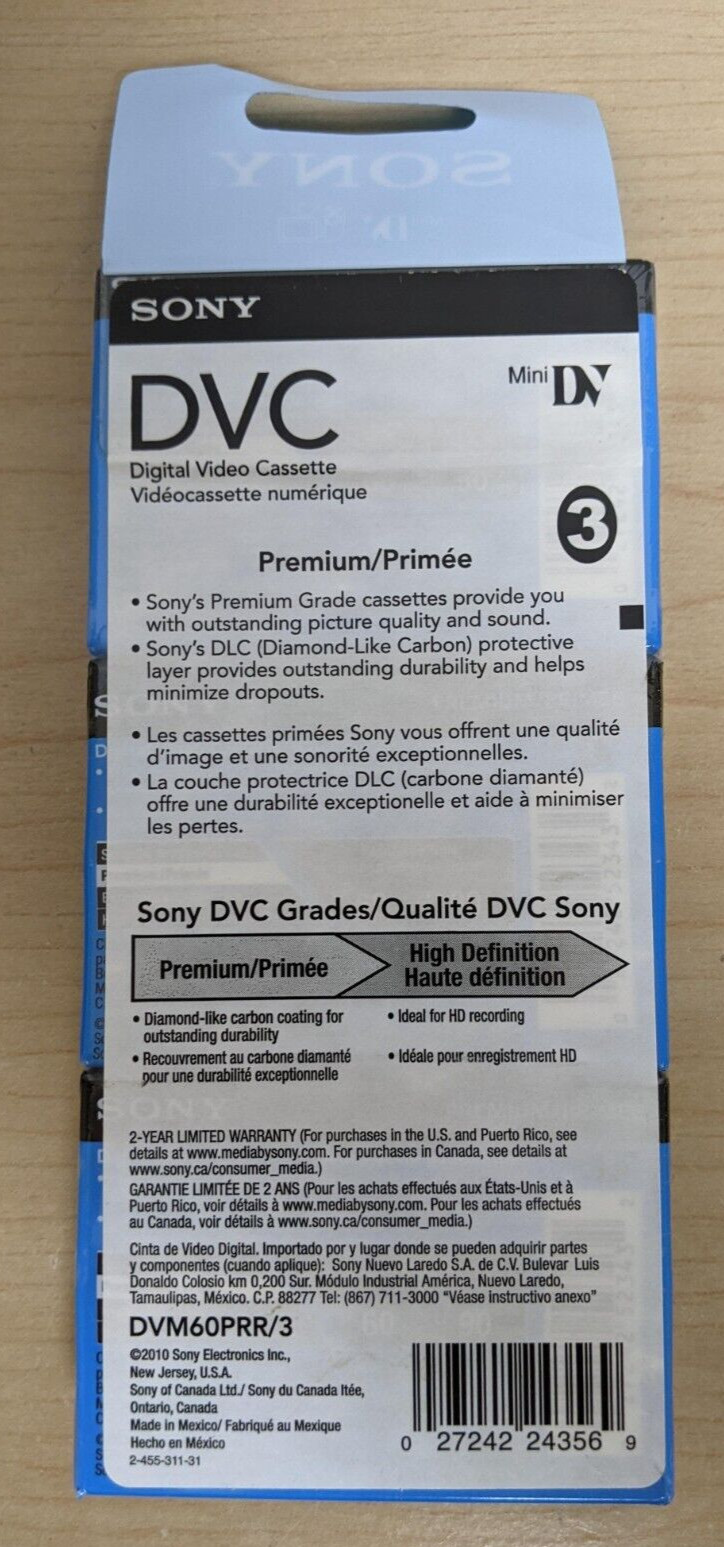 SONY
SONY
DVC
Mini DV
Digital Video Cassette
Vidéocassette numérique
3
Premium/Primée
• Sony's Premium Grade cassettes provide you
with outstanding picture quality and sound.
• Sony's DLC (Diamond-Like Carbon) protective
layer provides outstanding durability and helps
minimize dropouts.
• Les cassettes primées Sony vous offrent une qualité
d'image et une sonorité exceptionnelles.
• La couche protectrice DLC (carbone diamanté)
offre une durabilité exceptionelle et aide à minimiser
les pertes.
Sony DVC Grades/Qualité DVC Sony
Premium/Primée
High Definition
Haute définition
• Diamond-like carbon coating for
outstanding durability
• Recouvrement au carbone diamanté
pour une durabilité exceptionnelle
• Ideal for HD recording
• Idéale pour enregistrement HD
2-YEAR LIMITED WARRANTY (For purchases in the U.S. and Puerto Rico, see
details at www.mediabysony.com. For purchases in Canada, see details at
www.sony.ca/consumer_media.)
GARANTIE LIMITÉE DE 2 ANS (Pour les achats effectués aux États-Unis et à
Puerto Rico, voir détails à www.mediabysony.com. Pour les achats effectués
au Canada, voir détails à www.sony.ca/consumer_media.)
Cinta de Video Digital. Importado por y lugar donde se pueden adquirir partes
y componentes (cuando aplique): Sony Nuevo Laredo S.A. de C.V. Bulevar Luis
Donaldo Colosio km 0,200 Sur. Módulo Industrial América, Nuevo Laredo,
Tamaulipas, México. C.P. 88277 Tel: (867) 711-3000 "Véase instructivo anexo"
DVM60PRR/3
©2010 Sony Electronics Inc.,
New Jersey, U.S.A.
Sony of Canada Ltd./ Sony du Canada ltée,
Ontario, Canada
Made in Mexico/ Fabriqué au Mexique
Hecho en México
2-455-311-31
0 27242 24356 9